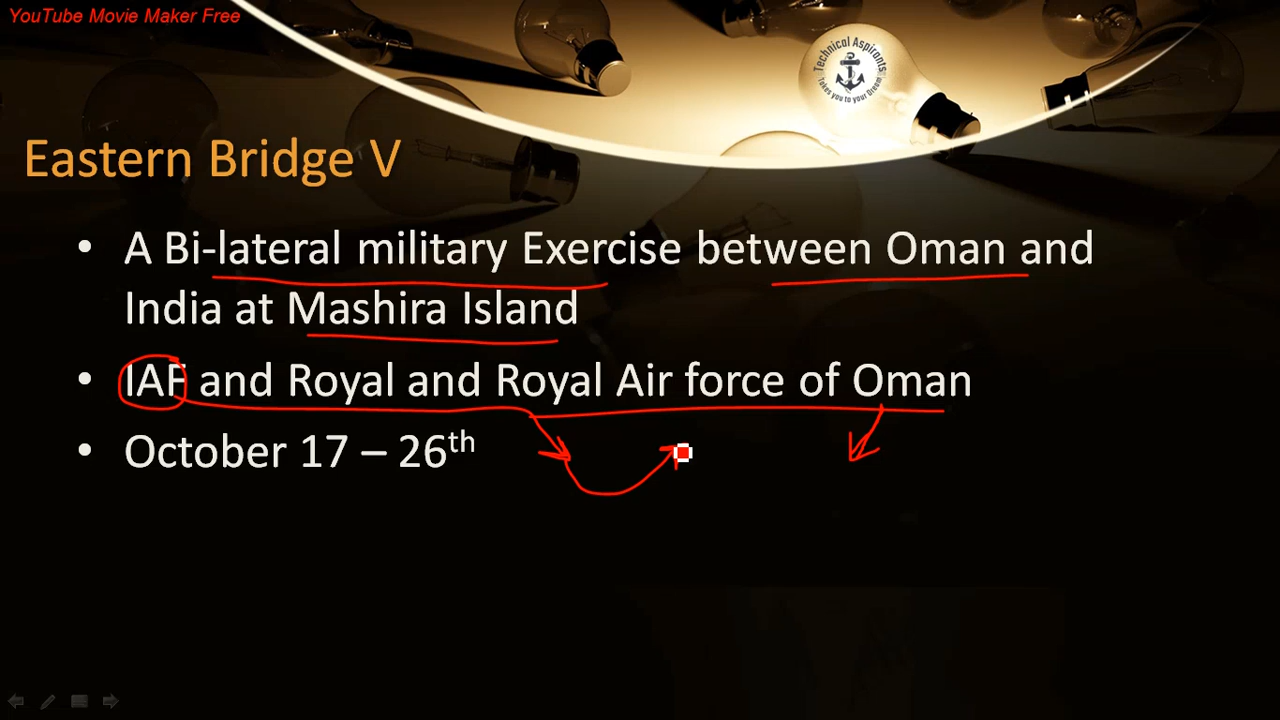 YouTube Movie Maker Free
Technical Aspirants
Takes you to your Dream
Eastern Bridge V
• A Bi-lateral military Exercise between Oman and
India at Mashira Island
• IAF and Royal and Royal Air force of Oman
• October 17 – 26th